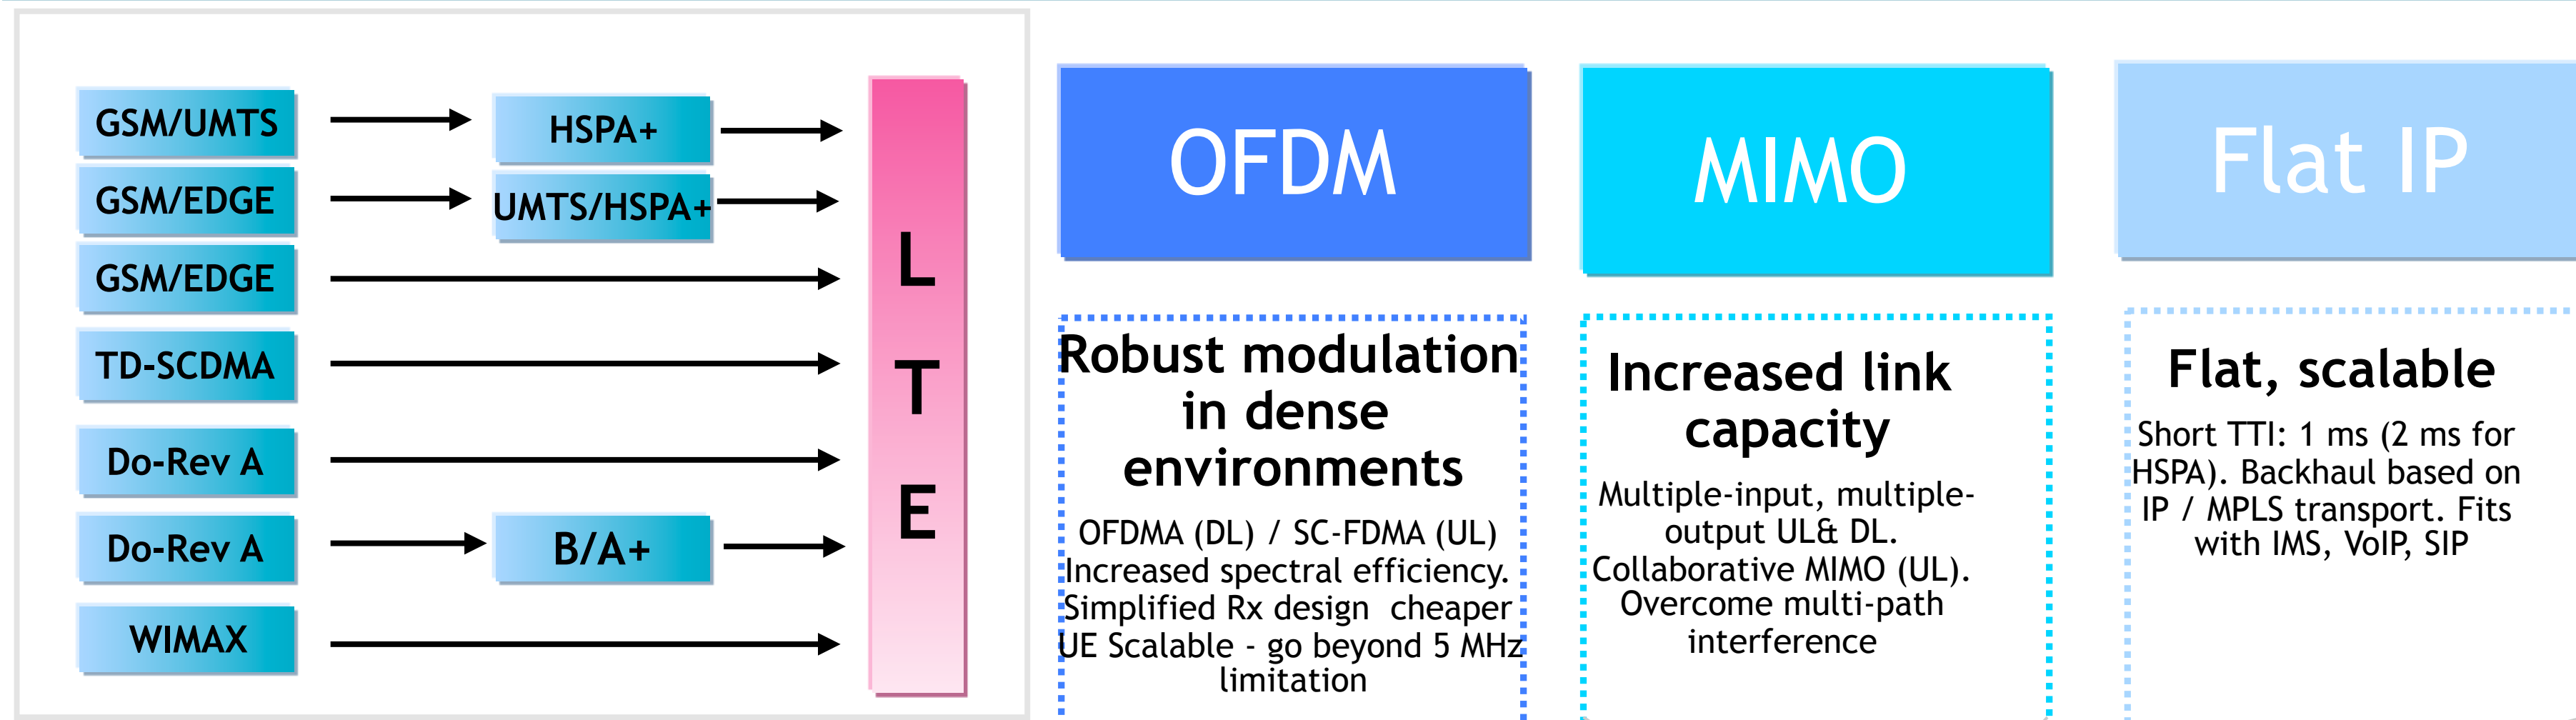 GSM/UMTS
HSPA+
GSM/EDGE
UMTS/HSPA+
GSM/EDGE
TD-SCDMA
Do-Rev A
Do-Rev A
B/A+
WIMAX
L
T
E
OFDM
Robust modulation
in dense
environments
OFDMA (DL) / SC-FDMA (UL)
Increased spectral efficiency.
Simplified Rx design cheaper
UE Scalable - go beyond 5 MHz
limitation
MIMO
Increased link
capacity
Multiple-input, multiple-
output UL& DL.
Collaborative MIMO (UL).
Overcome multi-path
interference
Flat IP
Flat, scalable
Short TTI: 1 ms (2 ms for
HSPA). Backhaul based on
IP / MPLS transport. Fits
with IMS, VoIP, SIP